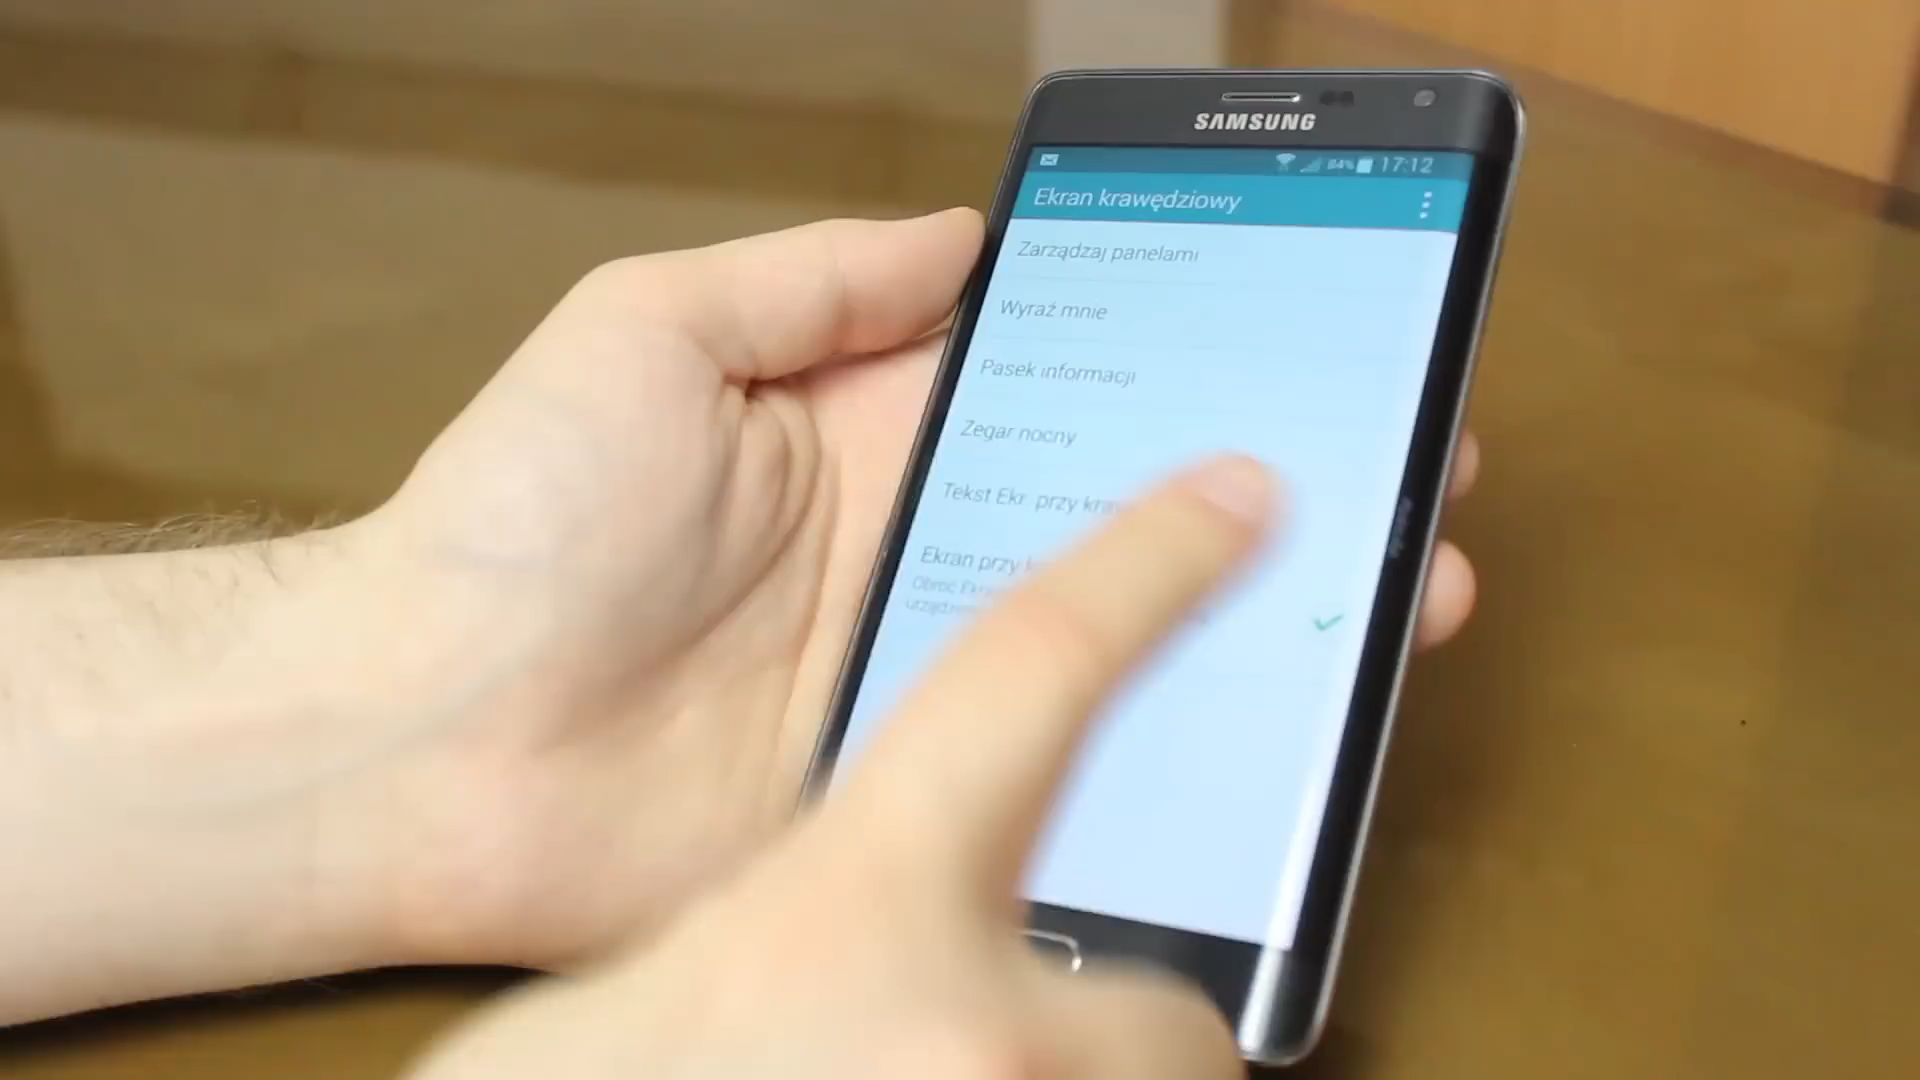 SAMSUNG
84% 17:12
Ekran krawędziowy
Zarządzaj panelami
Wyraź mnie
Pasek informacji
Zegar nocny
Tekst Ekr. przy
Ekran przy
Obróć